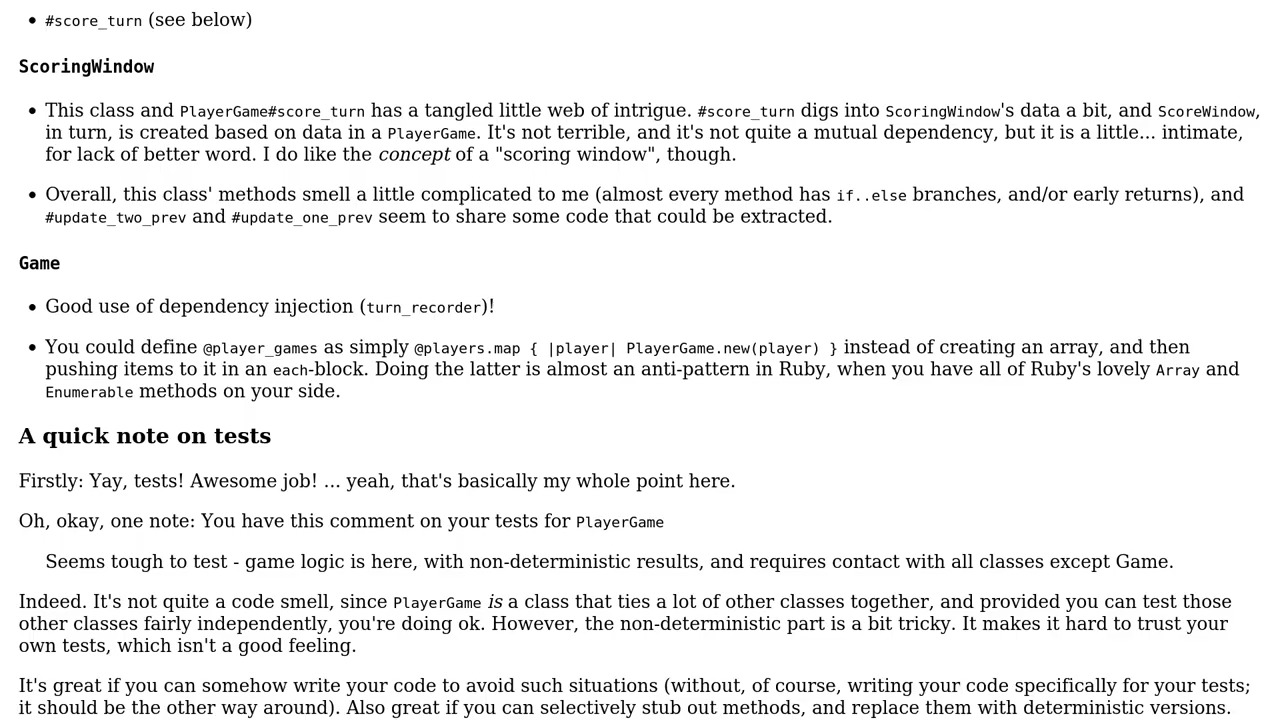 • #score_turn (see below)
ScoringWindow
• This class and PlayerGame#score_turn has a tangled little web of intrigue. #score_turn digs into ScoringWindow's data a bit, and ScoreWindow,
in turn, is created based on data in a PlayerGame. It's not terrible, and it's not quite a mutual dependency, but it is a little... intimate,
for lack of better word. I do like the concept of a "scoring window", though.
• Overall, this class' methods smell a little complicated to me (almost every method has if..else branches, and/or early returns), and
#update_two_prev and #update_one_prev seem to share some code that could be extracted.
Game
• Good use of dependency injection (turn_recorder)!
• You could define @player_games as simply @players.map { |player| PlayerGame.new(player) } instead of creating an array, and then
pushing items to it in an each-block. Doing the latter is almost an anti-pattern in Ruby, when you have all of Ruby's lovely Array and
Enumerable methods on your side.
A quick note on tests
Firstly: Yay, tests! Awesome job! ... yeah, that's basically my whole point here.
Oh, okay, one note: You have this comment on your tests for PlayerGame
Seems tough to test - game logic is here, with non-deterministic results, and requires contact with all classes except Game.
Indeed. It's not quite a code smell, since PlayerGame is a class that ties a lot of other classes together, and provided you can test those
other classes fairly independently, you're doing ok. However, the non-deterministic part is a bit tricky. It makes it hard to trust your
own tests, which isn't a good feeling.
It's great if you can somehow write your code to avoid such situations (without, of course, writing your code specifically for your tests;
it should be the other way around). Also great if you can selectively stub out methods, and replace them with deterministic versions.